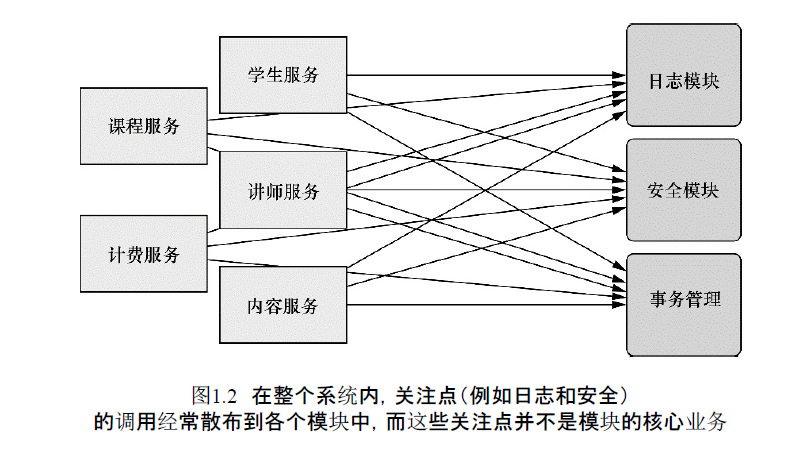 学生服务
日志模块
课程服务
讲师服务
安全模块
计费服务
内容服务
事务管理
图1.2 在整个系统内，关注点（例如日志和安全）
的调用经常散布到各个模块中，而这些关注点并不是模块的核心业务